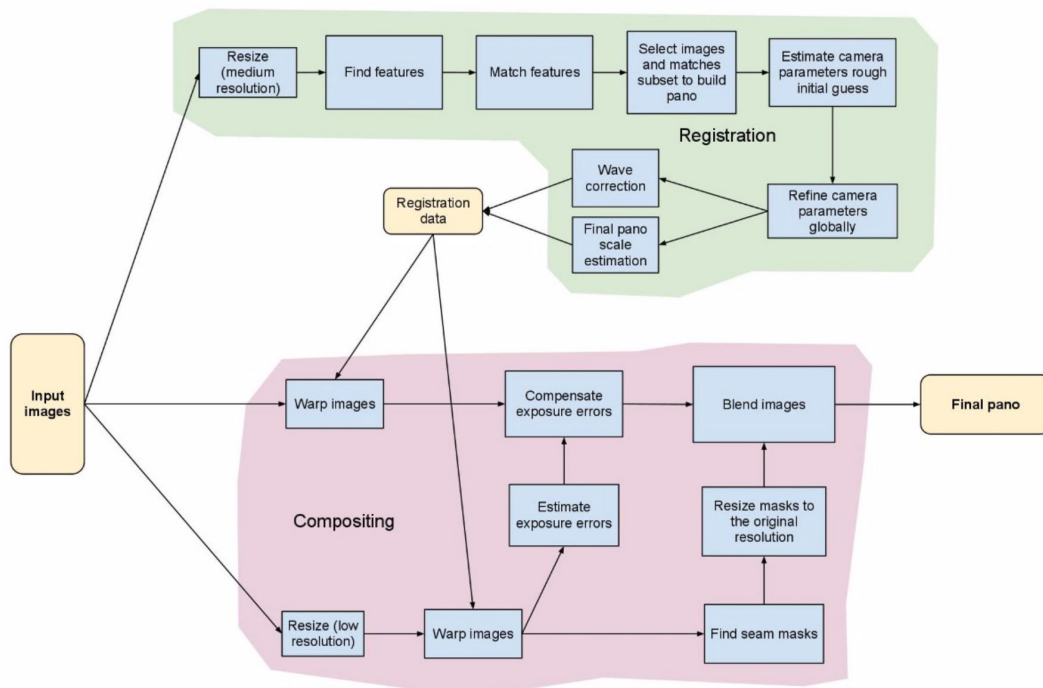 Resize
(medium
resolution)
Find features
Match features
Select images
and matches
subset to build
pano
Estimate camera
parameters rough
initial guess
Registration
Wave
correction
Refine camera
parameters
globally
Registration
data
Final pano
scale
estimation
Input
images
Warp images
Compensate
exposure errors
Blend images
Final pano
Compositing
Estimate
exposure errors
Resize masks to
the original
resolution
Resize (low
resolution)
Warp images
Find seam masks